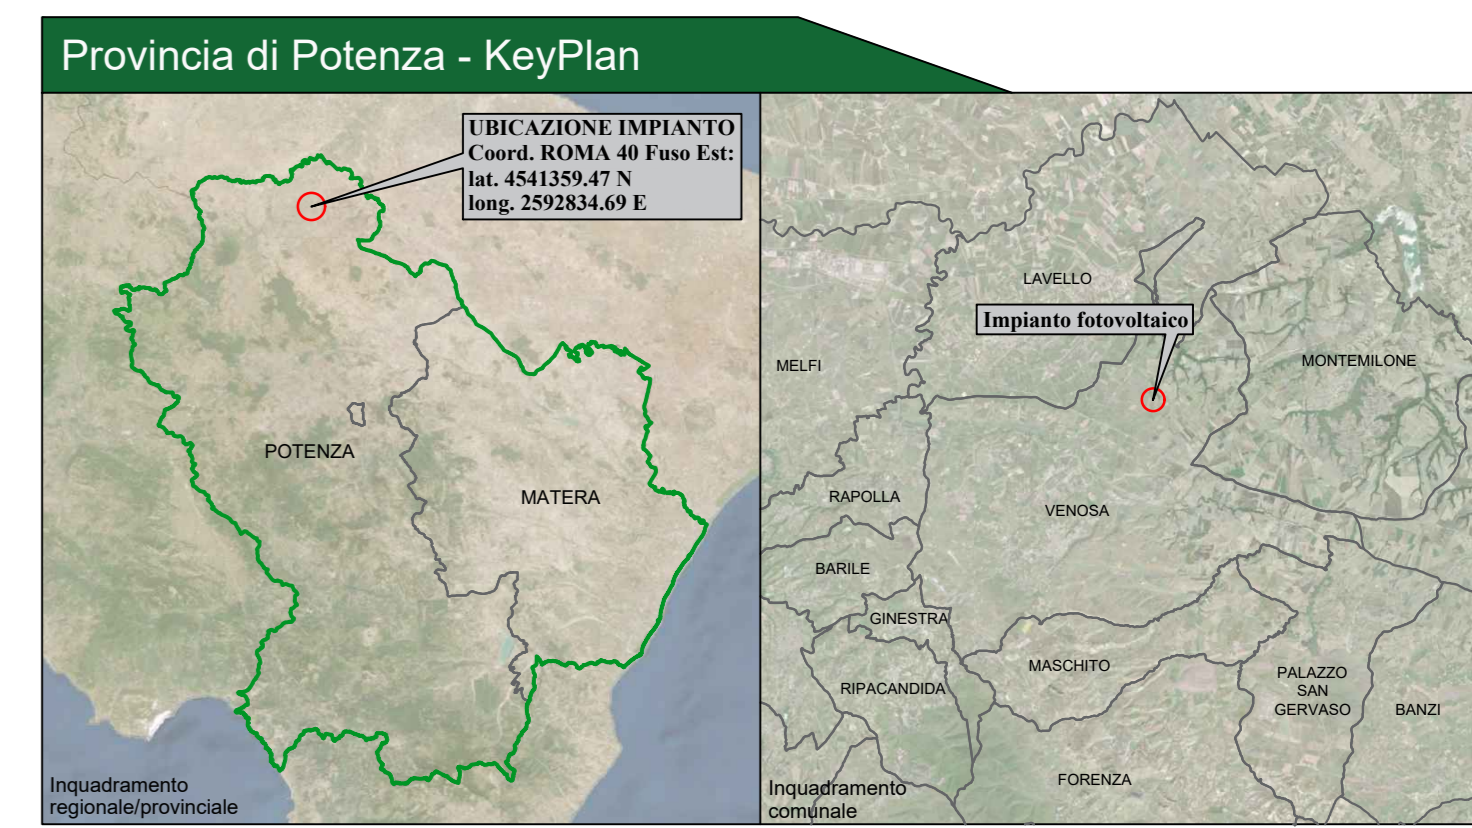 Provincia di Potenza - KeyPlan
UBICAZIONE IMPIANTO
Coord. ROMA 40 Fuso Est:
lat. 4541359.47 N
long. 2592834.69 E
POTENZA
MATERA
Inquadramento
regionale/provinciale
LAVELLO
Impianto fotovoltaico
MELFI
MONTEMILONE
RAPOLLA
VENOSA
BARILE
GINESTRA
MASCHITO
RIPACANDIDA
PALAZZO
SAN
GERVASO
BANZI
FORENZA
Inquadramento
comunale